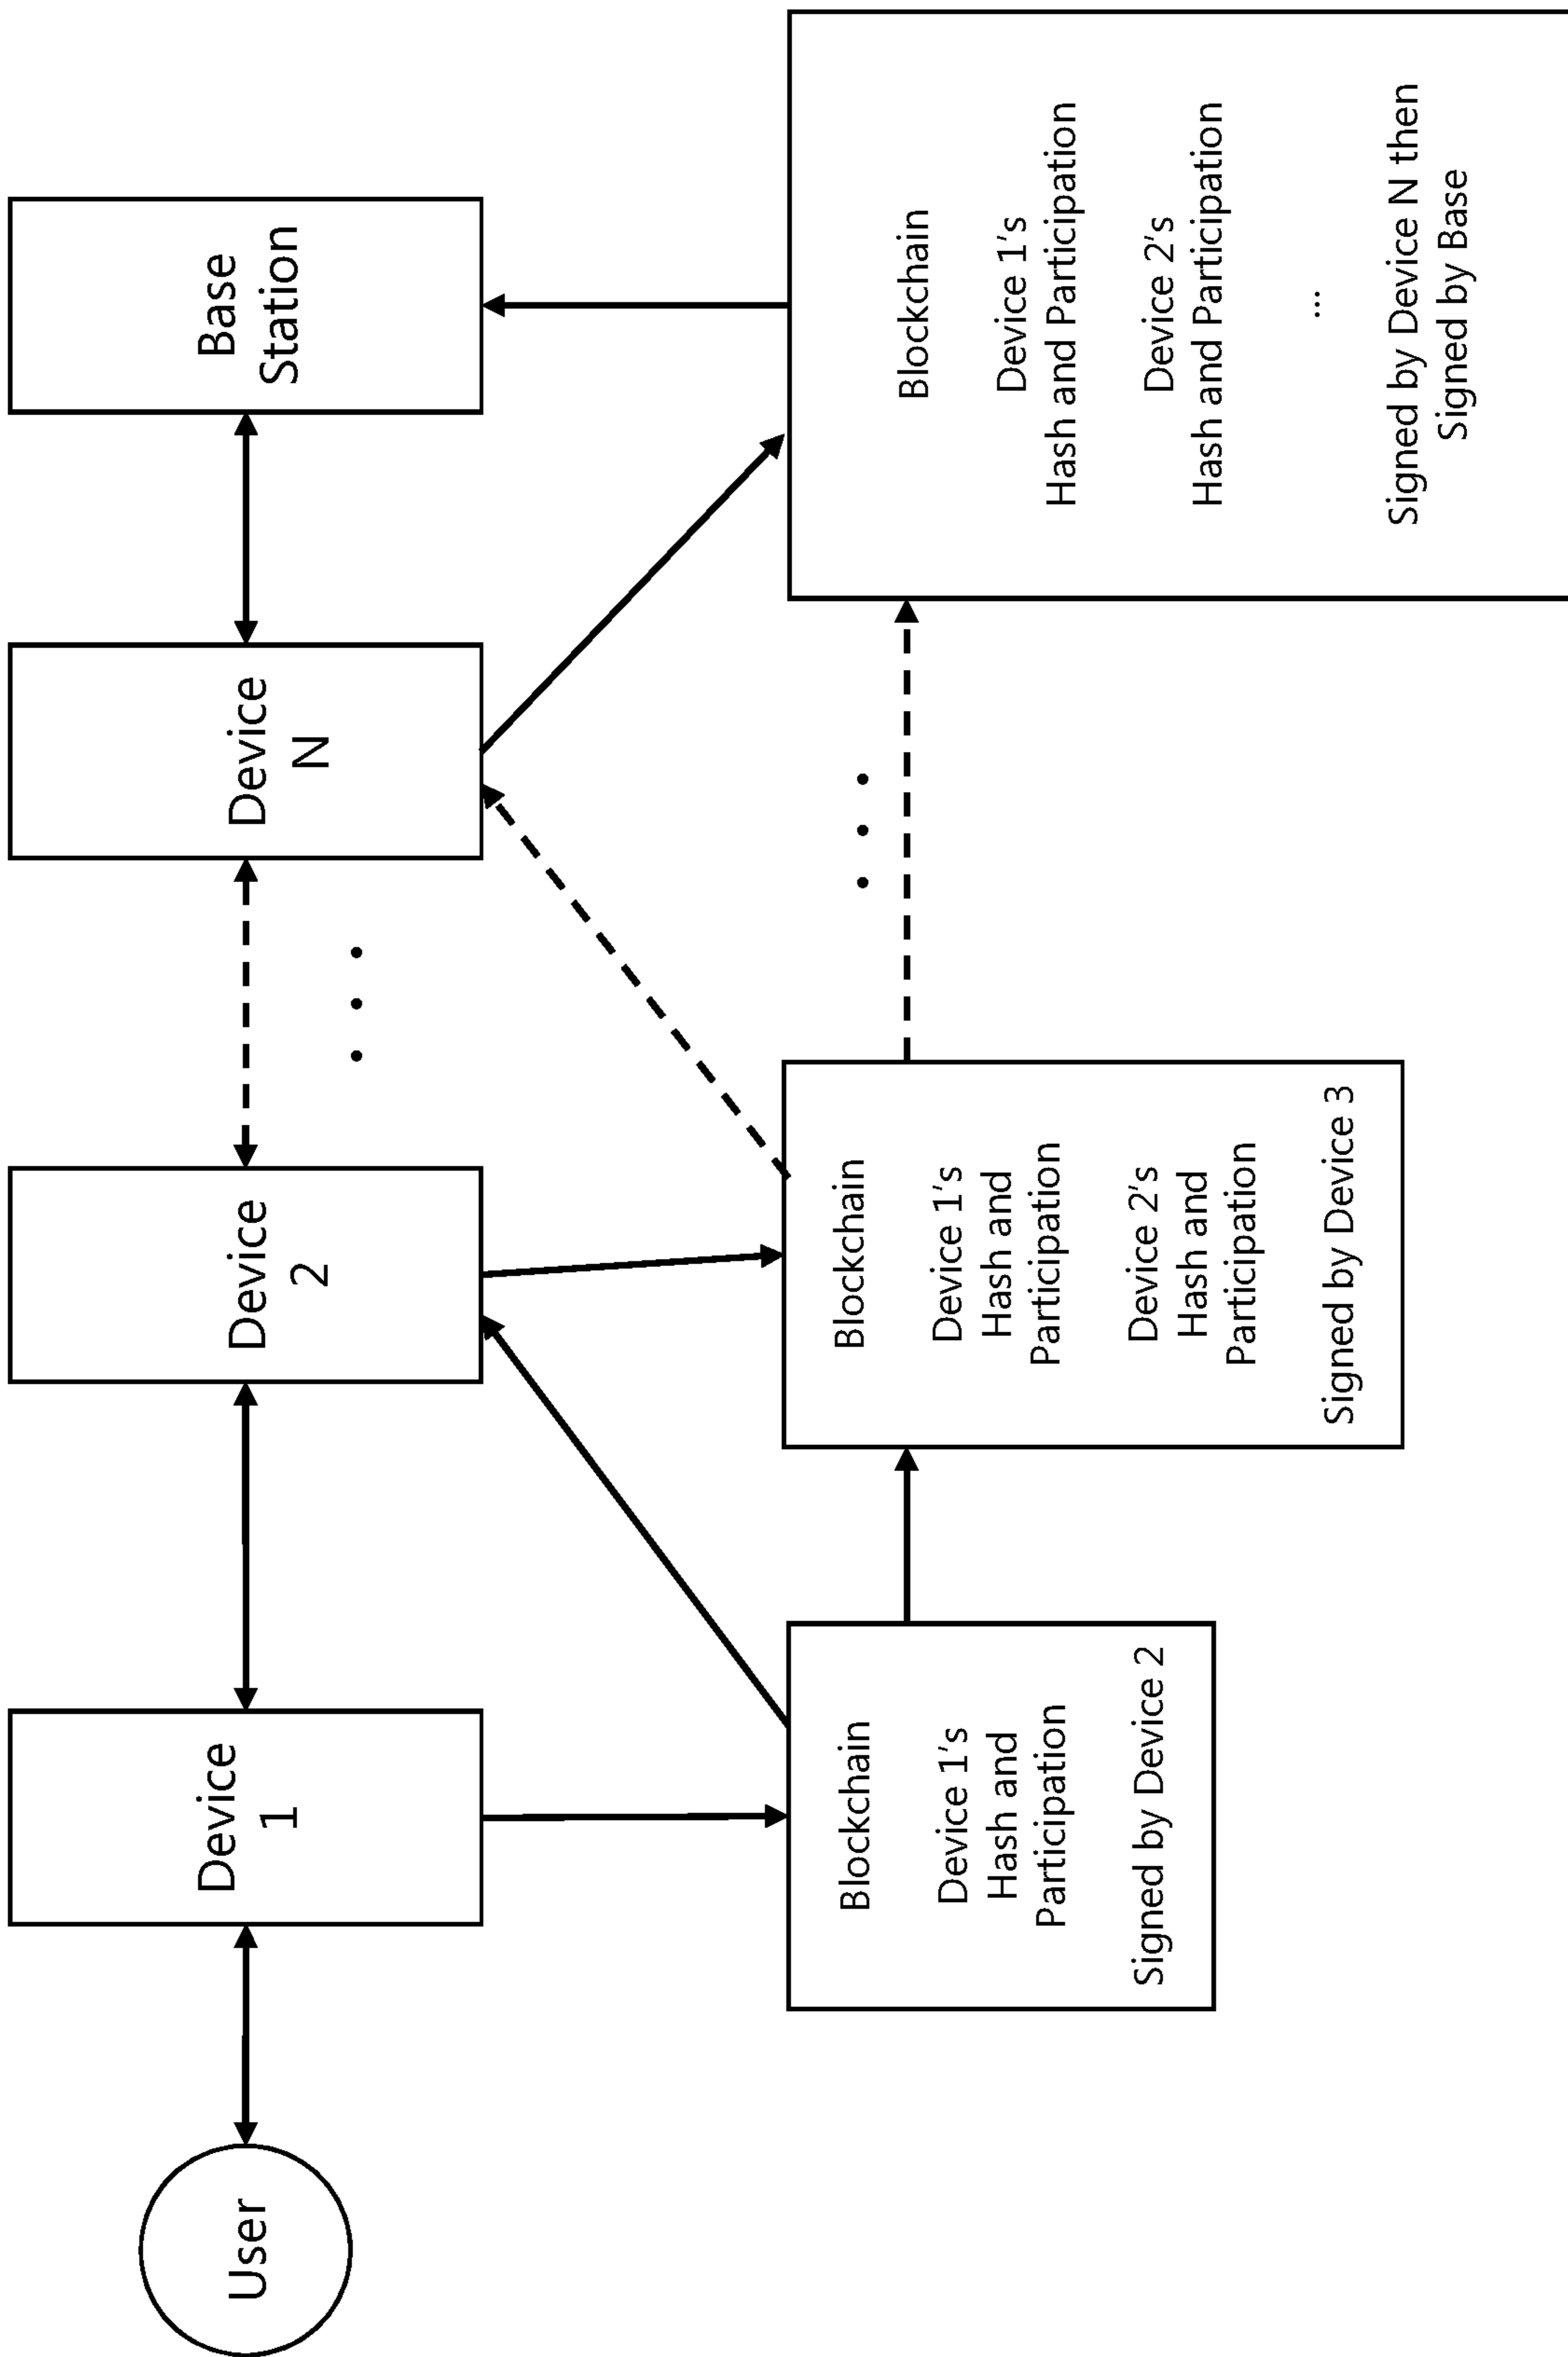 User
Device
1
Device
2
Device
N
Base
Station
Blockchain
Device 1's
Hash and
Participation
Signed by Device 2
Blockchain
Device 1's
Hash and
Participation
Device 2's
Hash and
Participation
Signed by Device 3
Blockchain
Device 1's
Hash and Participation
Device 2's
Hash and Participation
...
Signed by Device N then
Signed by Base